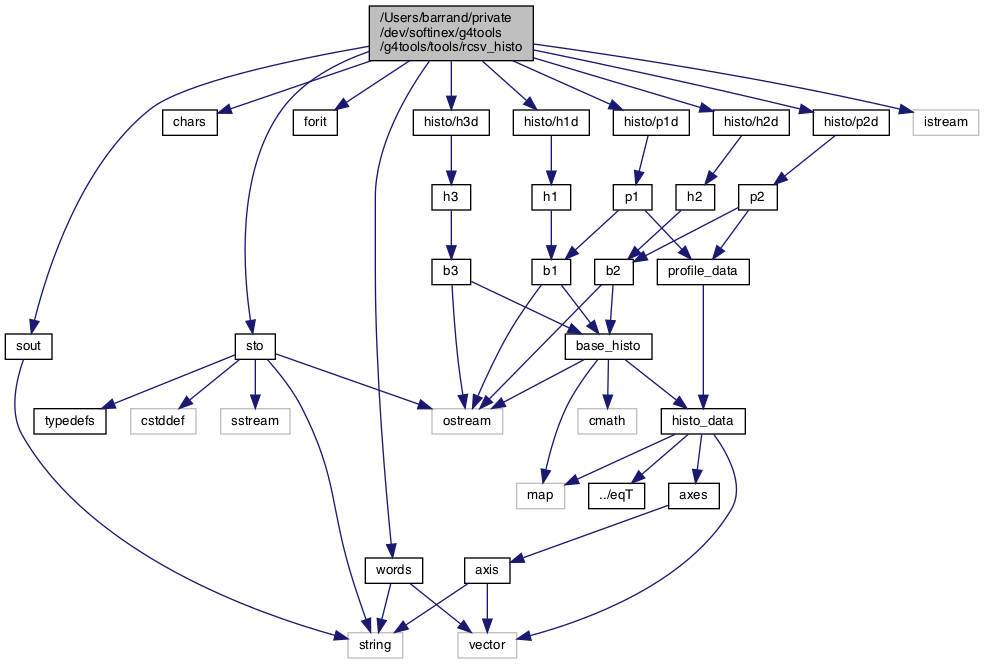 /Users/barrand/private
/dev/softinex/g4tools
/g4tools/tools/rcsv_histo
chars
forit
histo/h3d
histo/h1d
histo/p1d
histo/h2d
histo/p2d
istream
h3
h1
p1
h2
p2
b3
b1
b2
profile_data
sout
sto
base_histo
typedefs
cstddef
sstream
ostream
cmath
histo_data
map
../eqT
axes
words
axis
string
vector